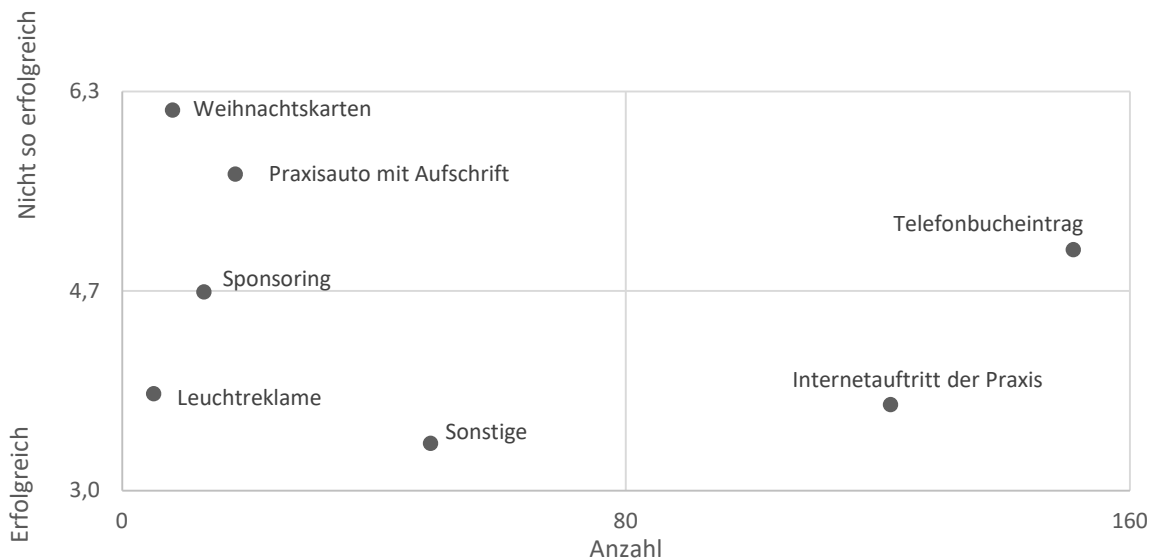 Nicht so erfolgreich
6,3
Weihnachtskarten
Praxisauto mit Aufschrift
Telefonbucheintrag
Sponsoring
4,7
Internetauftritt der Praxis
Leuchtreklame
Sonstige
Erfolgreich
3,0
0
80
160
Anzahl